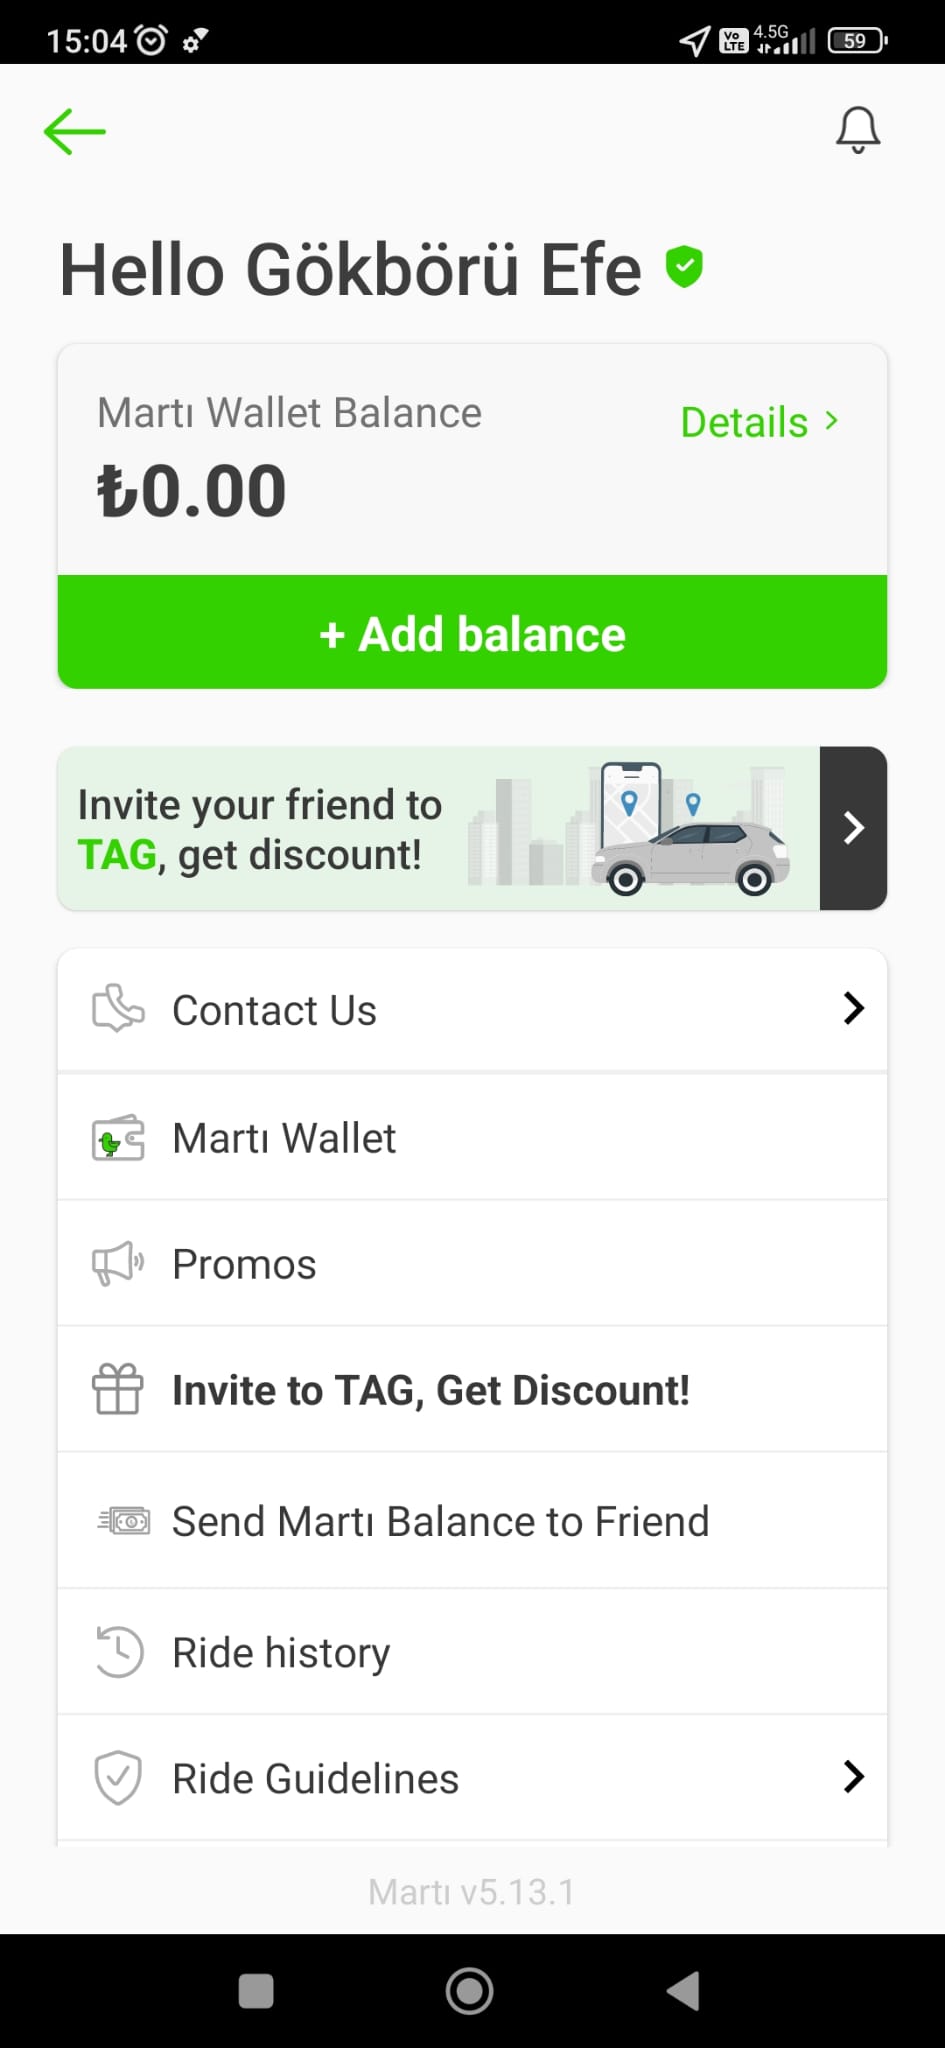 15:04
Vo
LTE
4.5G
59
Hello Gökbörü Efe
Martı Wallet Balance
Details
₺0.00
+ Add balance
Invite your friend to
TAG, get discount!
Contact Us
Martı Wallet
Promos
Invite to TAG, Get Discount!
Send Martı Balance to Friend
Ride history
Ride Guidelines
Martı v5.13.1